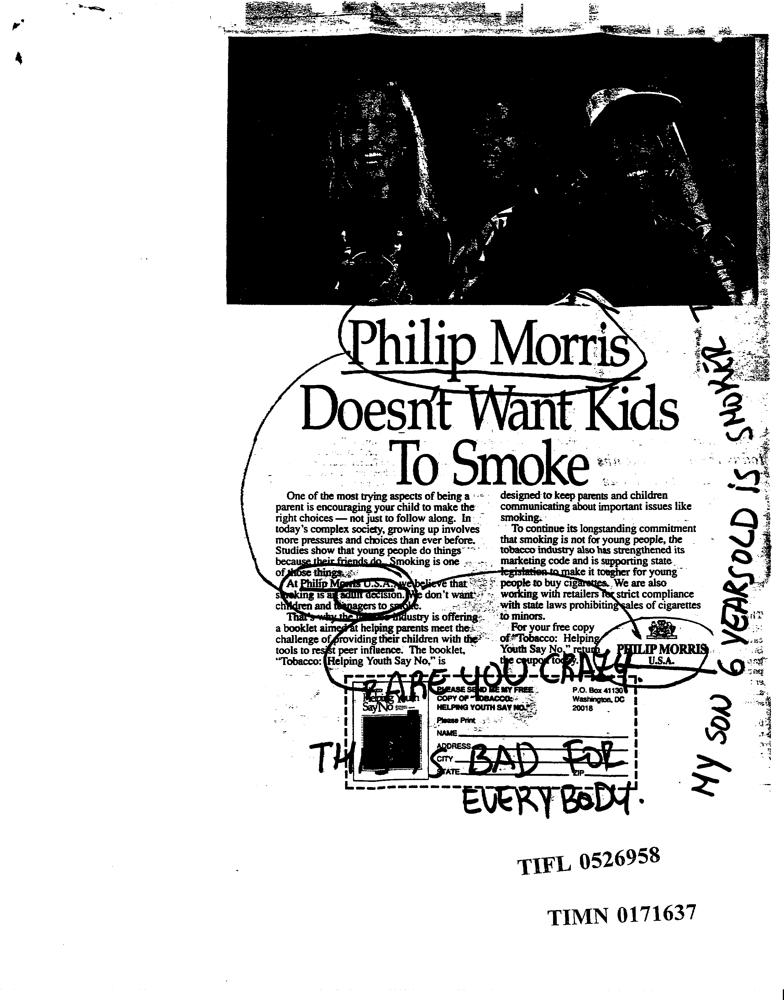 Philip Morris
Doesn't Want Kids
To Smoke
One of the most trying aspects of being a
parent is encouraging your child to make the
right choices — not just to follow along. In
today's complex society, growing up involves
more pressures and choices than ever before.
Studies show that young people do things
because their friends do. Smoking is one
of those things.
At Philip Morris U.S.A., we believe that
smoking is an adult decision. We don't want
children and teenagers to smoke.
That's why the industry is offering
a booklet aimed at helping parents meet the
challenge of providing their children with the
tools to resist peer influence. The booklet,
"Tobacco: Helping Youth Say No," is
designed to keep parents and children
communicating about important issues like
smoking.
To continue its longstanding commitment
that smoking is not for young people, the
tobacco industry also has strengthened its
marketing code and is supporting state
legislation to make it tougher for young
people to buy cigarettes. We are also
working with retailers for strict compliance
with state laws prohibiting sales of cigarettes
to minors.
For your free copy
of "Tobacco: Helping
Youth Say No," return
the coupon today.
PHILIP MORRIS
U.S.A.
ARE YOU CRAZY.
Helping Youth
Say No
PLEASE SEND ME MY FREE
COPY OF "TOBACCO:
HELPING YOUTH SAY NO."
P.O. Box 41130
Washington, DC
20018
Please Print
NAME
ADDRESS
CITY
STATE
ZIP
THIS IS BAD FOR
EVERYBODY.
MY SON 6 YEARS OLD IS SMOKER
TIFL 0526958
TIMN 0171637